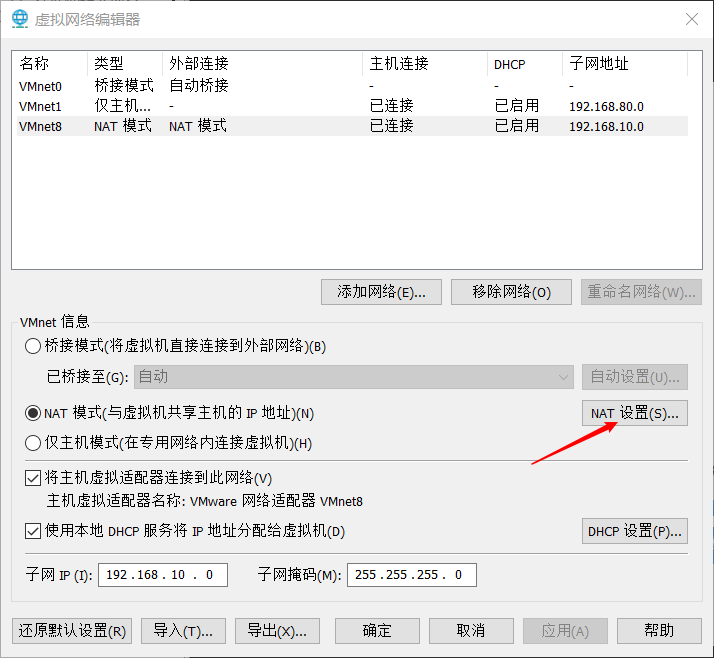 虚拟网络编辑器
名称 类型 外部连接 主机连接 DHCP 子网地址
VMnet0 桥接模式 自动桥接 - - -
VMnet1 仅主机... - 已连接 已启用 192.168.80.0
VMnet8 NAT 模式 NAT 模式 已连接 已启用 192.168.10.0
添加网络(E)... 移除网络(O) 重命名网络(W)...
VMnet 信息
桥接模式(将虚拟机直接连接到外部网络)(B)
已桥接至(G): 自动 自动设置(U)...
NAT 模式(与虚拟机共享主机的 IP 地址)(N) NAT 设置(S)...
仅主机模式(在专用网络内连接虚拟机)(H)
将主机虚拟适配器连接到此网络(V)
主机虚拟适配器名称: VMware 网络适配器 VMnet8
使用本地 DHCP 服务将 IP 地址分配给虚拟机(D) DHCP 设置(P)...
子网 IP (I): 192 . 168 . 10 . 0 子网掩码(M): 255 . 255 . 255 . 0
还原默认设置(R) 导入(T)... 导出(X)... 确定 取消 应用(A) 帮助